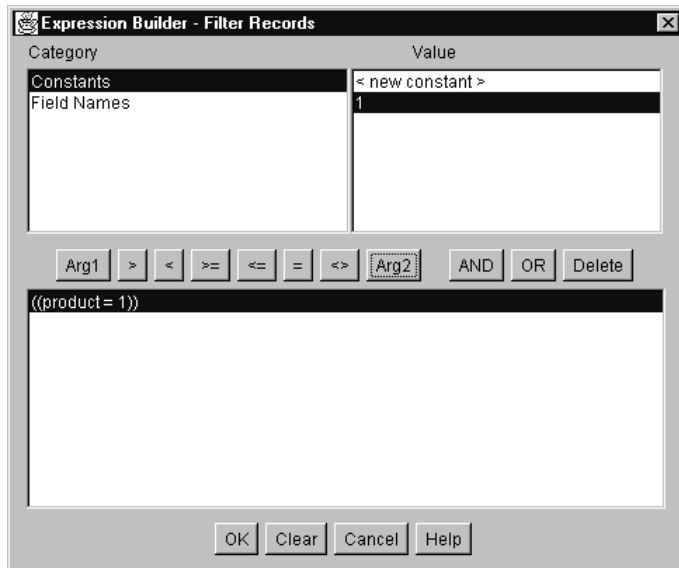 Expression Builder - Filter Records
Category Value
Constants < new constant >
Field Names 1
Arg1 > < >= <= = <> Arg2 AND OR Delete
((product = 1))
OK Clear Cancel Help